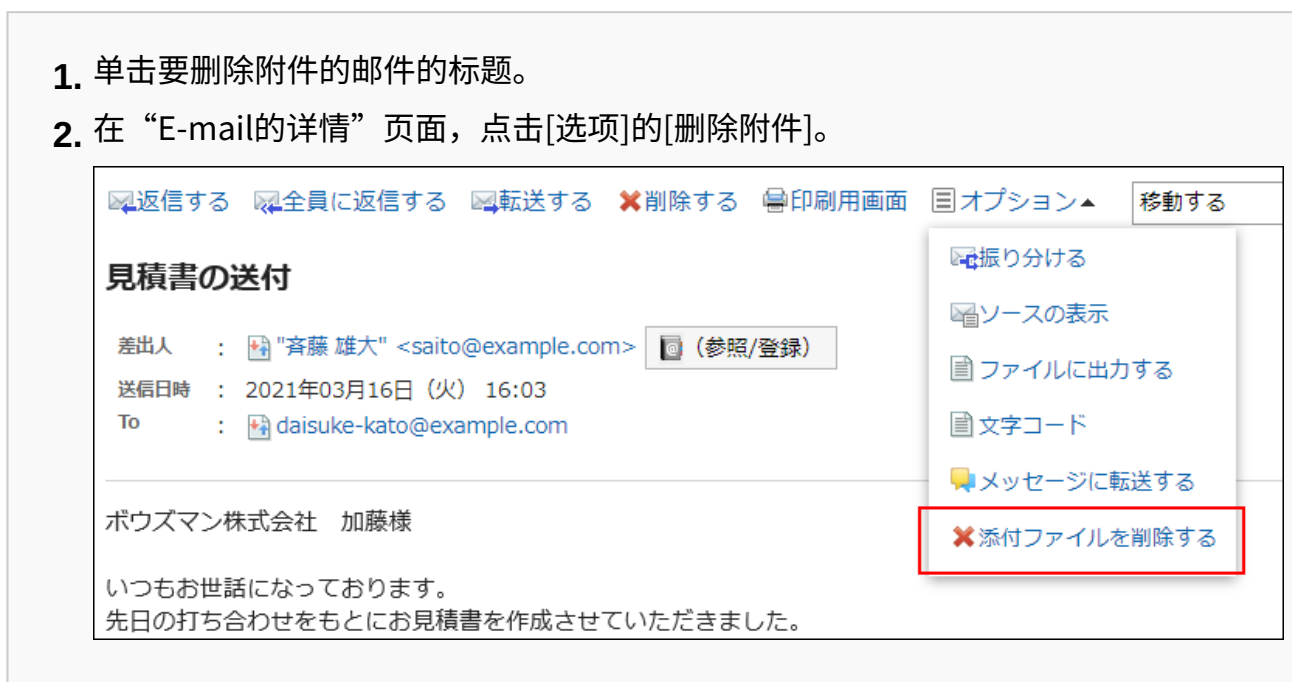 1. 单击要删除附件的邮件的标题。
2. 在“E-mail的详情”页面，点击[选项]的[删除附件]。
返信する 全員に返信する 転送する 削除する 印刷用画面 オプション▲ 移動する
振り分ける
見積書の送付
ソースの表示
差出人 : "斉藤 雄大" <saito@example.com> （参照/登録）
ファイルに出力する
送信日時 : 2021年03月16日（火） 16:03
To : daisuke-kato@example.com
文字コード
メッセージに転送する
ボウズマン株式会社　加藤様
添付ファイルを削除する
いつもお世話になっております。
先日の打ち合わせをもとにお見積書を作成させていただきました。